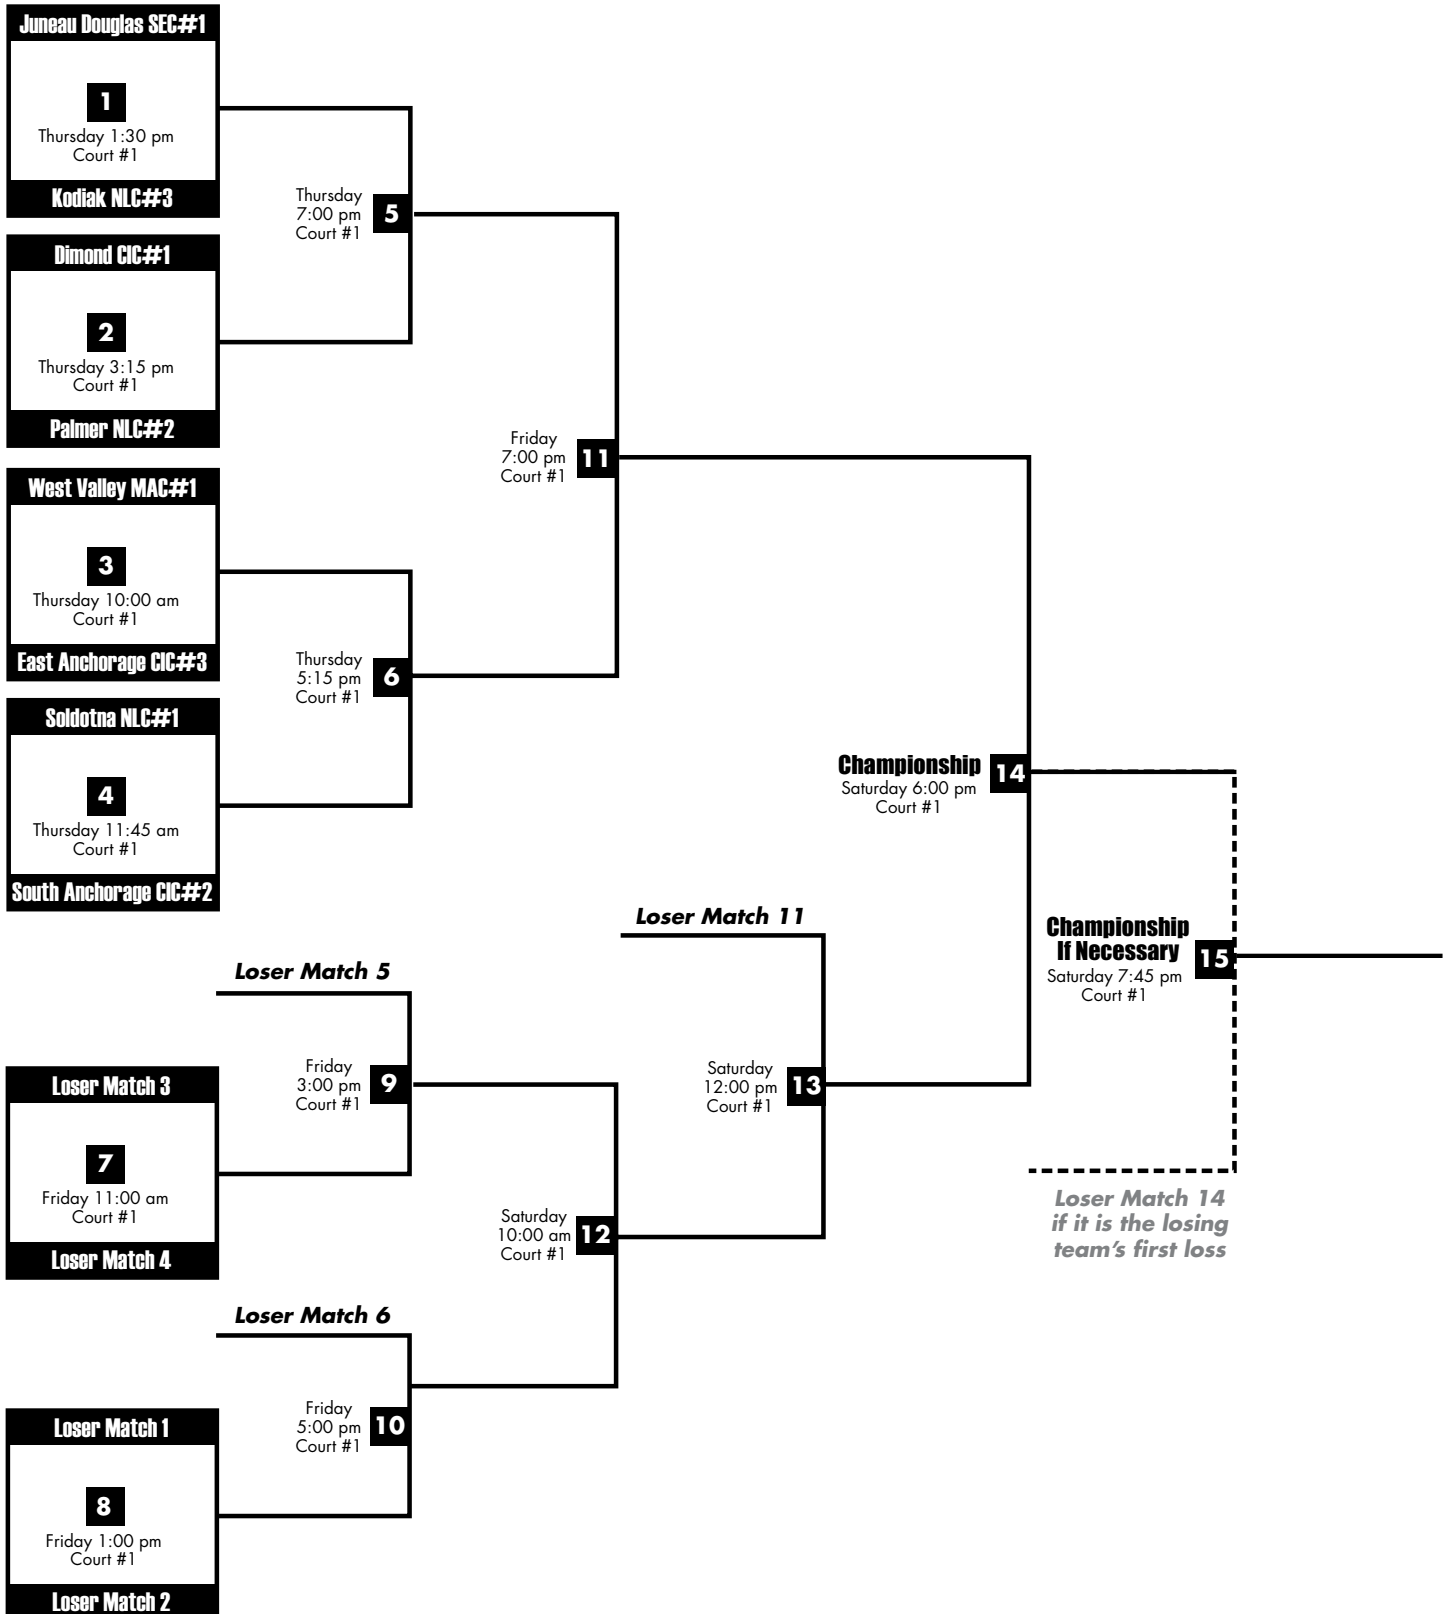 Juneau Douglas SEC#1
1
Thursday 1:30 pm
Court #1
Kodiak NLC#3
Dimond CIC#1
2
Thursday 3:15 pm
Court #1
Palmer NLC#2
West Valley MAC#1
3
Thursday 10:00 am
Court #1
East Anchorage CIC#3
Soldotna NLC#1
4
Thursday 11:45 am
Court #1
South Anchorage CIC#2
Thursday
7:00 pm
Court #1
5
Thursday
5:15 pm
Court #1
6
Friday
7:00 pm
Court #1
11
Championship
Saturday 6:00 pm
Court #1
14
Championship
If Necessary
Saturday 7:45 pm
Court #1
15
Loser Match 11
Loser Match 5
Friday
3:00 pm
Court #1
9
Loser Match 3
7
Friday 11:00 am
Court #1
Loser Match 4
Saturday
12:00 pm
Court #1
13
Saturday
10:00 am
Court #1
12
Loser Match 14
if it is the losing
team's first loss
Loser Match 6
Friday
5:00 pm
Court #1
10
Loser Match 1
8
Friday 1:00 pm
Court #1
Loser Match 2